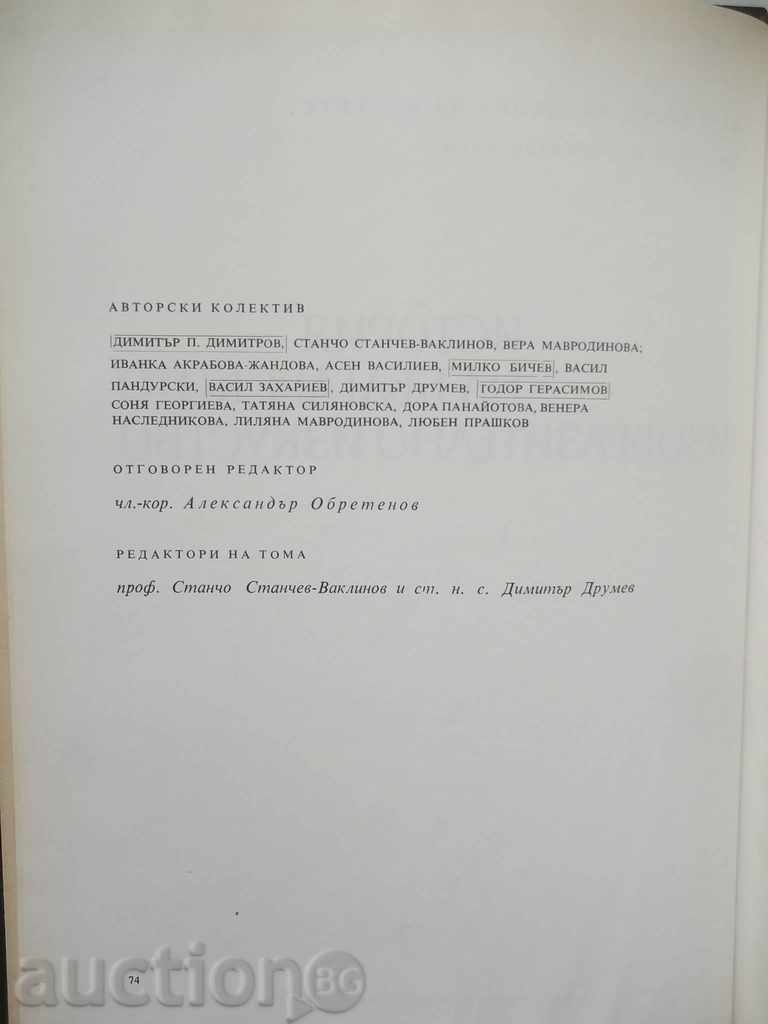 АВТОРСКИ КОЛЕКТИВ
ДИМИТЪР П. ДИМИТРОВ, СТАНЧО СТАНЧЕВ-ВАКЛИНОВ, ВЕРА МАВРОДИНОВА;
ИВАНКА АКРАБОВА-ЖАНДОВА, АСЕН ВАСИЛИЕВ, МИЛКО БИЧЕВ, ВАСИЛ
ПАНДУРСКИ, ВАСИЛ ЗАХАРИЕВ, ДИМИТЪР ДРУМЕВ, ГОДОР ГЕРАСИМОВ
СОНЯ ГЕОРГИЕВА, ТАТЯНА СИЛЯНОВСКА, ДОРА ПАНАЙОТОВА, ВЕНЕРА
НАСЛЕДНИКОВА, ЛИЛЯНА МАВРОДИНОВА, ЛЮБЕН ПРАШКОВ
ОТГОВОРЕН РЕДАКТОР
чл.-кор. Александър Обретенов
РЕДАКТОРИ НА ТОМА
проф. Станчо Станчев-Ваклинов и ст. н. с. Димитър Друмев
74
auction BG